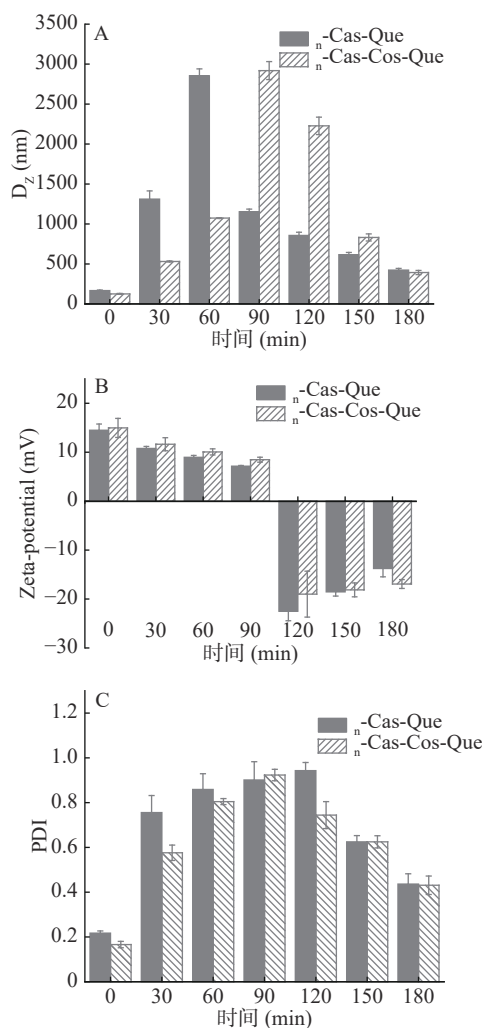 A
ₙ-Cas-Que
ₙ-Cas-Cos-Que
3500
3000
2500
2000
1500
1000
500
0
D_Z (nm)
0 30 60 90 120 150 180
时间 (min)
B
ₙ-Cas-Que
ₙ-Cas-Cos-Que
20
10
0
−10
−20
−30
Zeta-potential (mV)
0 30 60 90 120 150 180
时间 (min)
C
ₙ-Cas-Que
ₙ-Cas-Cos-Que
1.2
1.0
0.8
0.6
0.4
0.2
0
PDI
0 30 60 90 120 150 180
时间 (min)